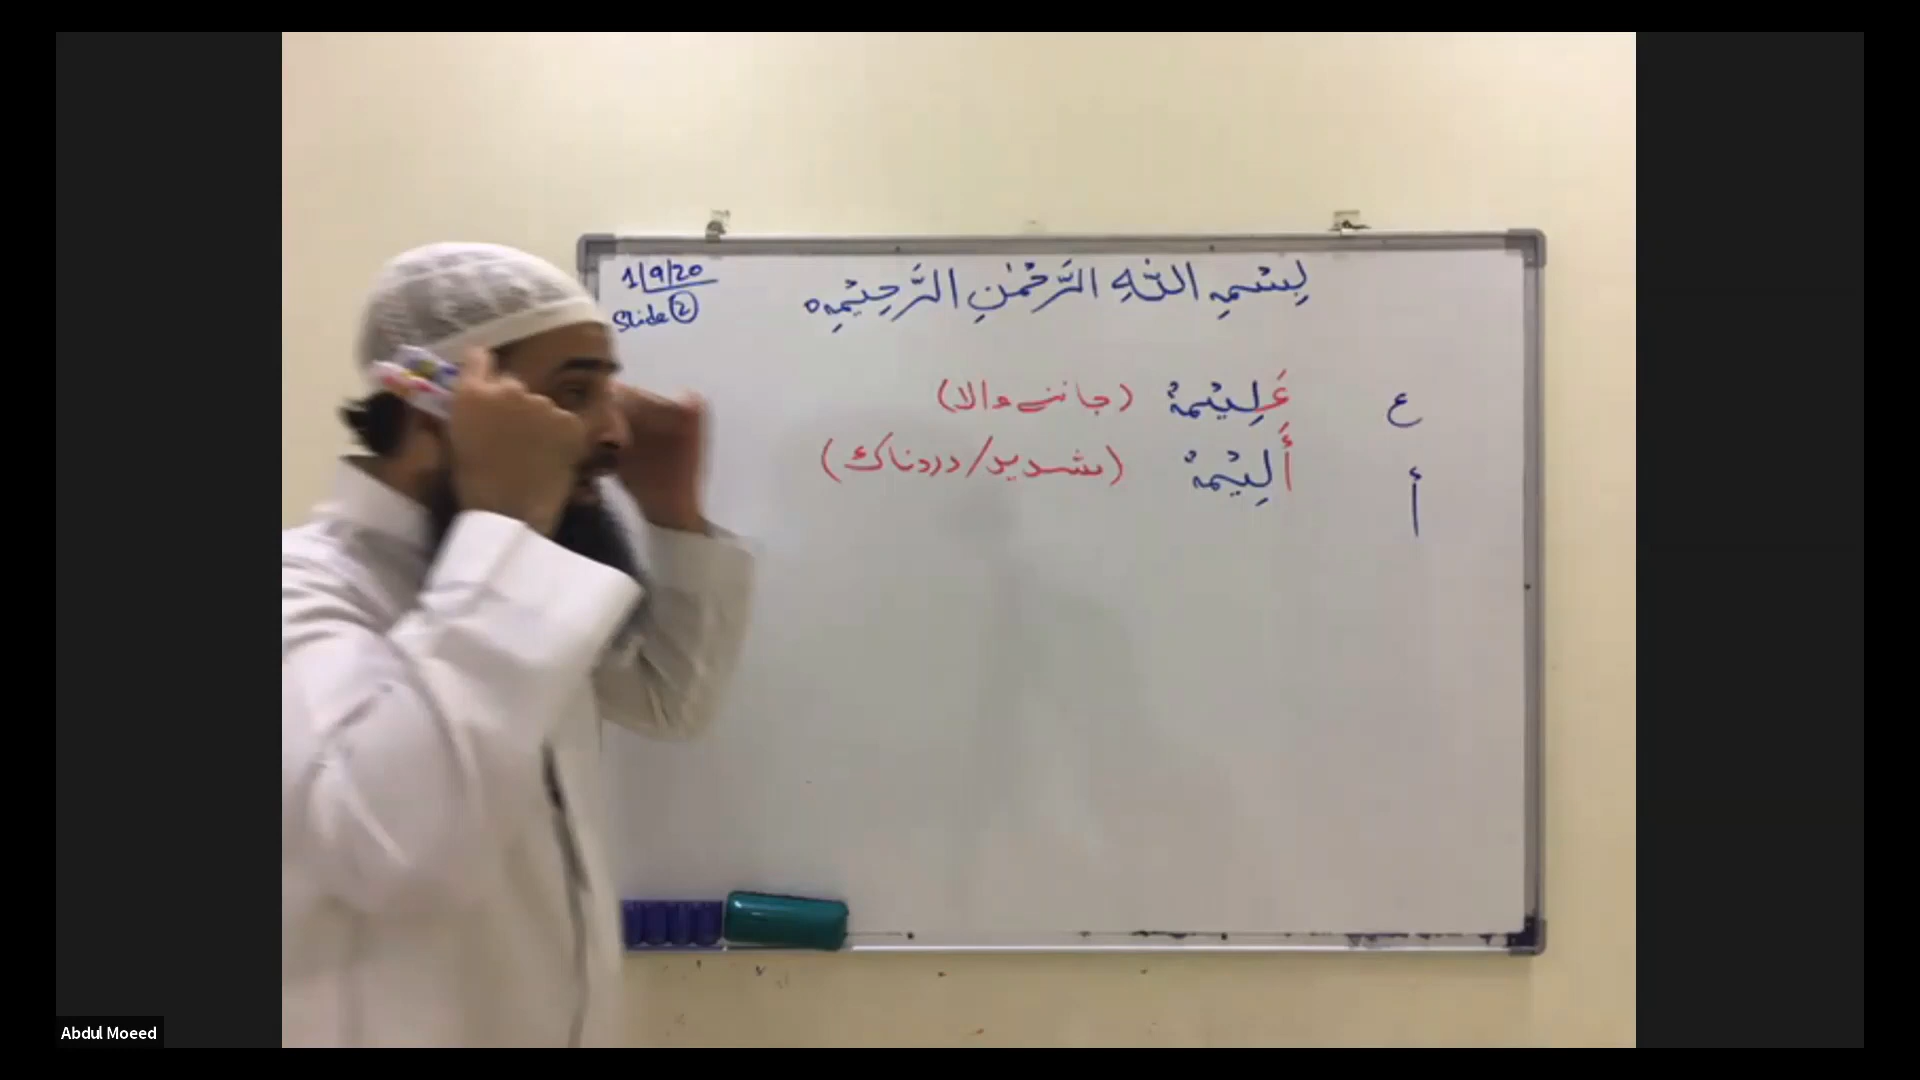 1/9/20
Slide 2
بِسْمِ اللّٰهِ الرَّحْمٰنِ الرَّحِیْمِ
ع عَلِیْمٌ (جاننے والا)
أ أَلِیْمٌ (شدید/دردناک)
Abdul Moeed